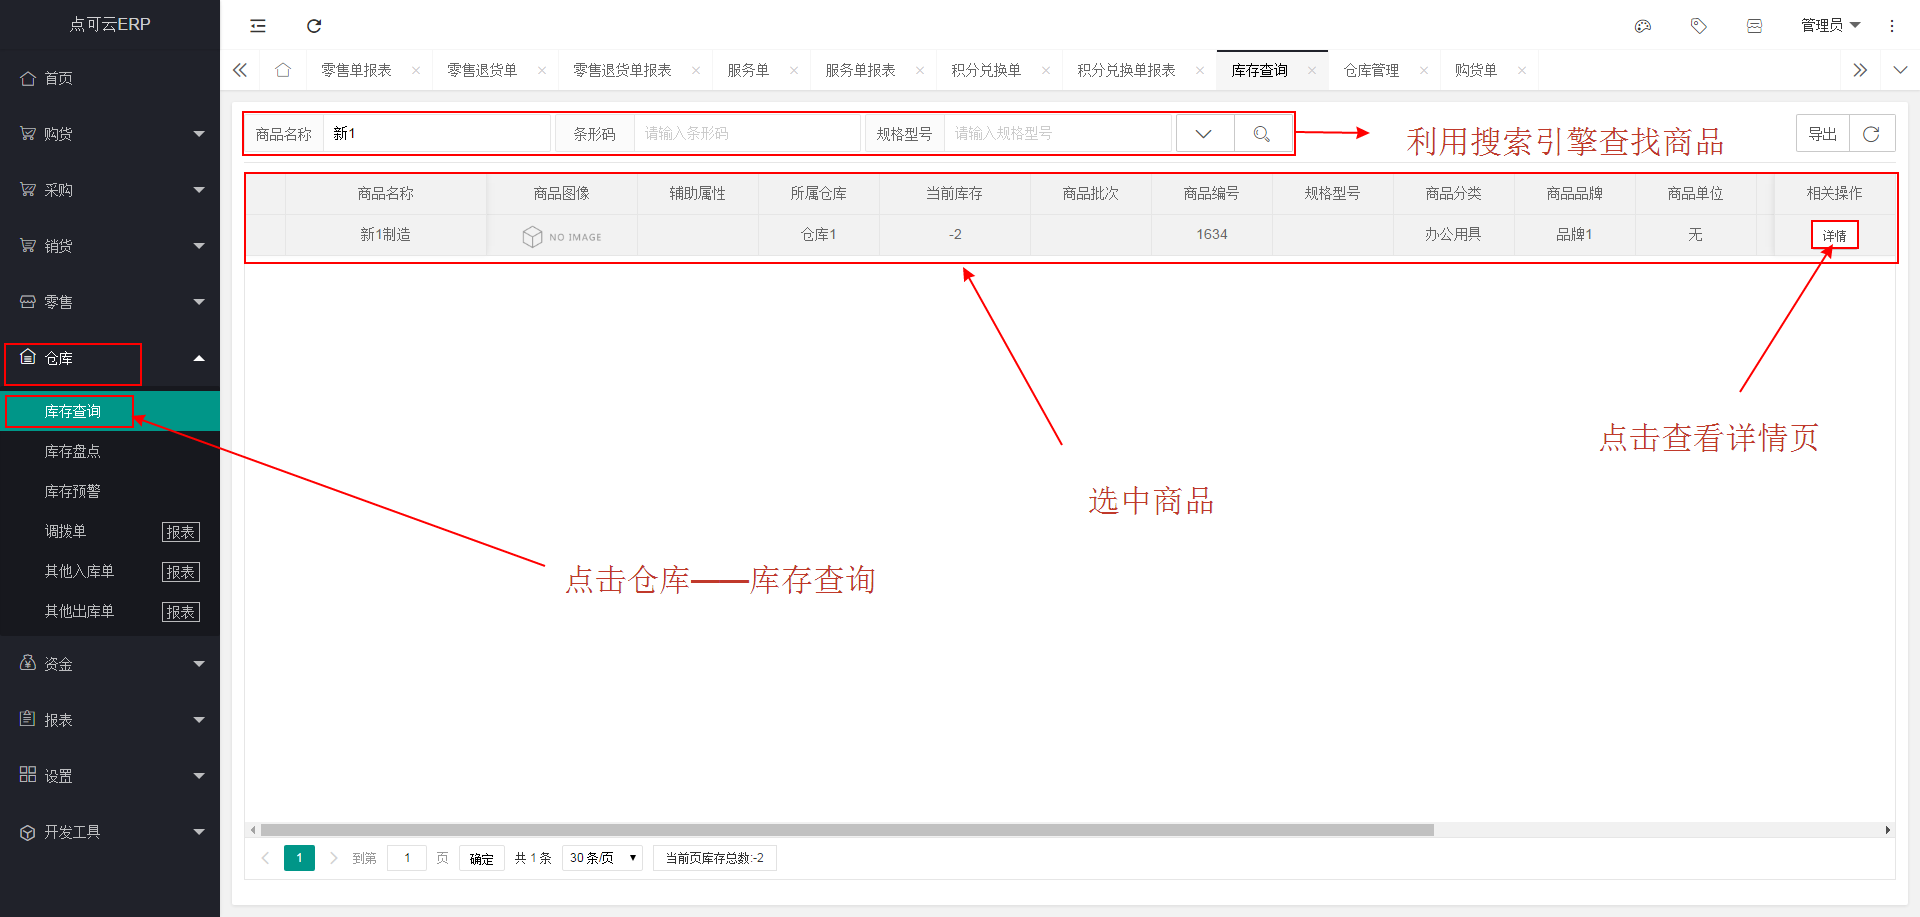 点可云ERP
管理员
首页
购货
采购
销货
零售
仓库
库存查询
库存盘点
库存预警
调拨单 报表
其他入库单 报表
其他出库单 报表
资金
报表
设置
开发工具
零售单报表 零售退货单 零售退货单报表 服务单 服务单报表 积分兑换单 积分兑换单报表 库存查询 仓库管理 购货单
商品名称 新1 条形码 请输入条形码 规格型号 请输入规格型号
利用搜索引擎查找商品
导出
商品名称 商品图像 辅助属性 所属仓库 当前库存 商品批次 商品编号 规格型号 商品分类 商品品牌 商品单位 相关操作
新1制造 NO IMAGE 仓库1 -2 1634 办公用具 品牌1 无 详情
点击查看详情页
选中商品
点击仓库——库存查询
1 到第 1 页 确定 共 1 条 30 条/页 当前页库存总数:-2